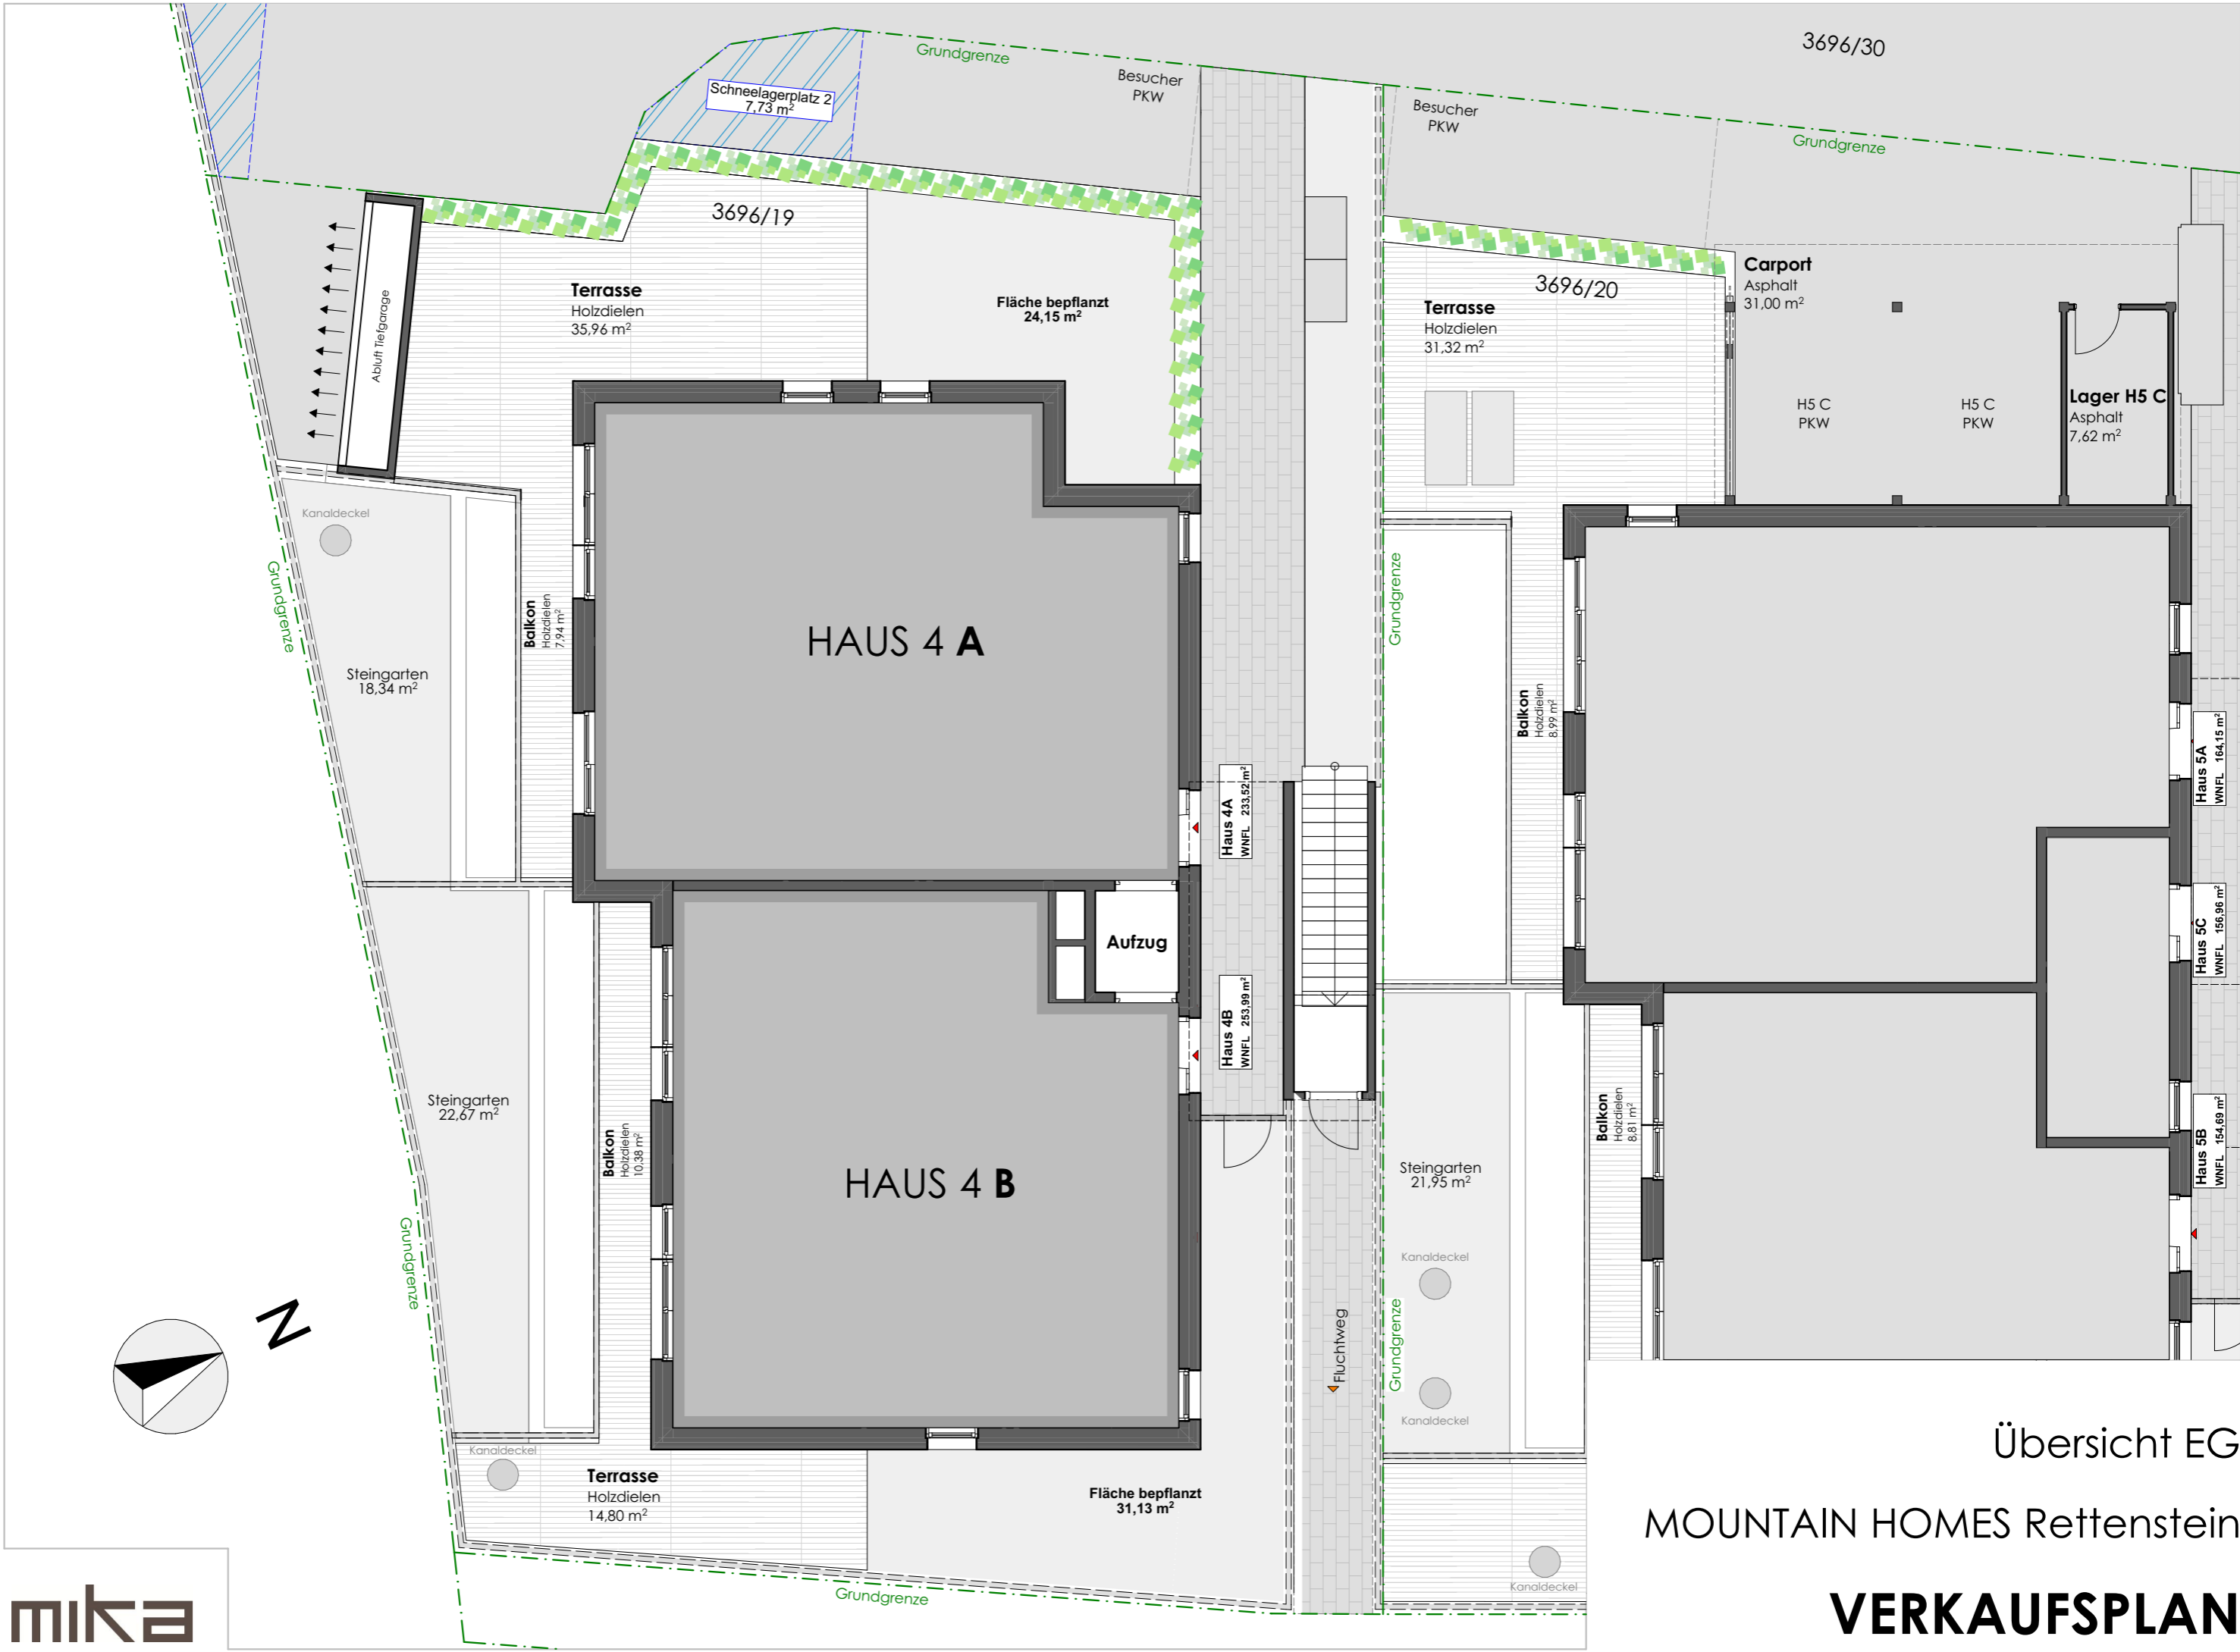 3696/30
Grundgrenze
Besucher
PKW
Schneelagerplatz 2
7,73 m²
Besucher
PKW
Grundgrenze
3696/19
Terrasse
Holzdielen
35,96 m²
Fläche bepflanzt
24,15 m²
Abluft Tiefgarage
3696/20
Terrasse
Holzdielen
31,32 m²
Carport
Asphalt
31,00 m²
H5 C
PKW
H5 C
PKW
Lager H5 C
Asphalt
7,62 m²
Kanaldeckel
Grundgrenze
Steingarten
18,34 m²
Balkon
Holzdielen
7,94 m²
HAUS 4 A
Grundgrenze
Balkon
Holzdielen
8,99 m²
Haus 4A
WNFL 233,52 m²
Haus 5A
WNFL 164,15 m²
Aufzug
Haus 5C
WNFL 156,96 m²
Haus 4B
WNFL 253,99 m²
Steingarten
22,67 m²
Balkon
Holzdielen
10,38 m²
HAUS 4 B
Balkon
Holzdielen
8,81 m²
Haus 5B
WNFL 154,69 m²
Steingarten
21,95 m²
Kanaldeckel
Grundgrenze
Fluchtweg
Grundgrenze
Kanaldeckel
N
Kanaldeckel
Terrasse
Holzdielen
14,80 m²
Fläche bepflanzt
31,13 m²
Kanaldeckel
Grundgrenze
Übersicht EG
MOUNTAIN HOMES Rettenstein
VERKAUFSPLAN
mika